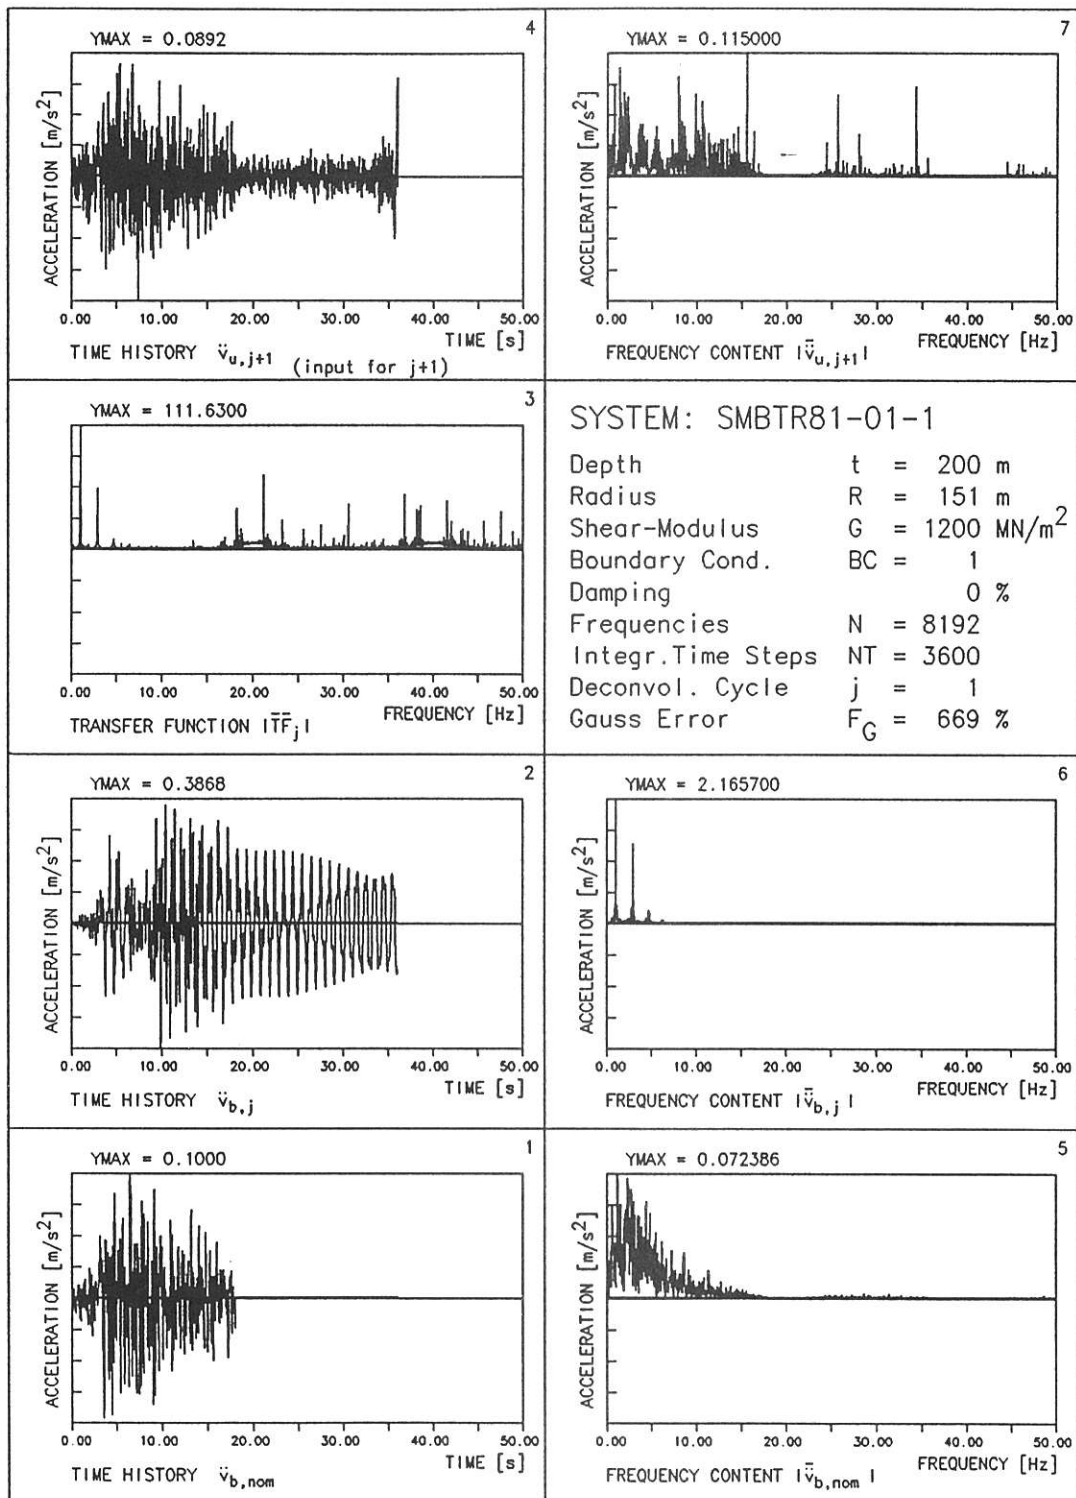 4
YMAX = 0.0892
ACCELERATION [m/s²]
0.00 10.00 20.00 30.00 40.00 50.00
TIME [s]
TIME HISTORY v̈u,j+1 (input for j+1)
7
YMAX = 0.115000
ACCELERATION [m/s²]
0.00 10.00 20.00 30.00 40.00 50.00
FREQUENCY [Hz]
FREQUENCY CONTENT |v̈̄u,j+1|
3
YMAX = 111.6300
0.00 10.00 20.00 30.00 40.00 50.00
FREQUENCY [Hz]
TRANSFER FUNCTION |T̄F̄j|
SYSTEM: SMBTR81-01-1
Depth t = 200 m
Radius R = 151 m
Shear-Modulus G = 1200 MN/m²
Boundary Cond. BC = 1
Damping 0 %
Frequencies N = 8192
Integr.Time Steps NT = 3600
Deconvol. Cycle j = 1
Gauss Error FG = 669 %
2
YMAX = 0.3868
ACCELERATION [m/s²]
0.00 10.00 20.00 30.00 40.00 50.00
TIME [s]
TIME HISTORY v̈b,j
6
YMAX = 2.165700
ACCELERATION [m/s²]
0.00 10.00 20.00 30.00 40.00 50.00
FREQUENCY [Hz]
FREQUENCY CONTENT |v̈̄b,j|
1
YMAX = 0.1000
ACCELERATION [m/s²]
0.00 10.00 20.00 30.00 40.00 50.00
TIME [s]
TIME HISTORY v̈b,nom
5
YMAX = 0.072386
ACCELERATION [m/s²]
0.00 10.00 20.00 30.00 40.00 50.00
FREQUENCY [Hz]
FREQUENCY CONTENT |v̈̄b,nom|